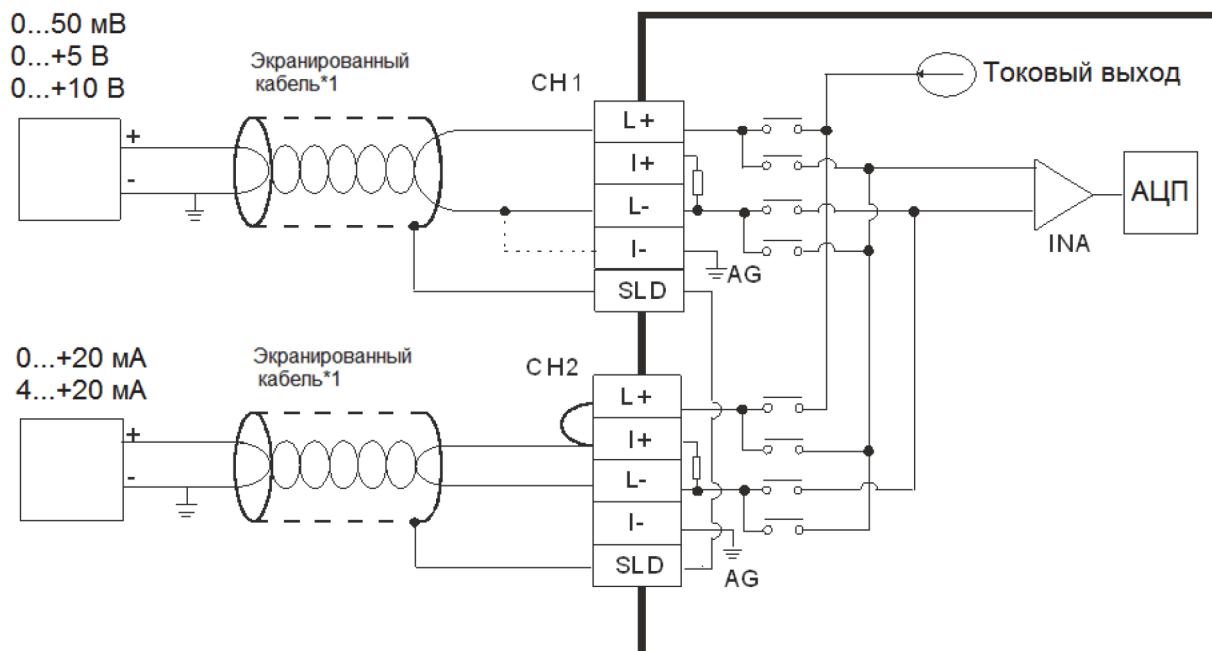 0...50 мВ
0...+5 В
0...+10 В
Экранированный
кабель*1
CH1
Токовый выход
+
-
L+
I+
L-
I-
SLD
AG
INA
АЦП
0...+20 мА
4...+20 мА
Экранированный
кабель*1
CH2
+
-
L+
I+
L-
I-
SLD
AG